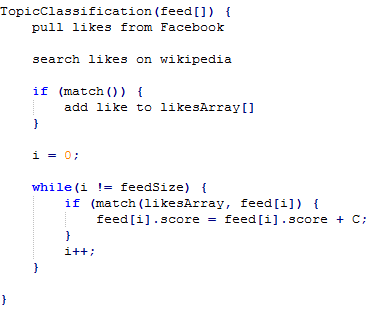 TopicClassification(feed[]) {
    pull likes from Facebook
    search likes on wikipedia
    if (match()) {
        add like to likesArray[]
    }
    i = 0;
    while(i != feedSize) {
        if (match(likesArray, feed[i]) {
            feed[i].score = feed[i].score + C;
        }
        i++;
    }
}